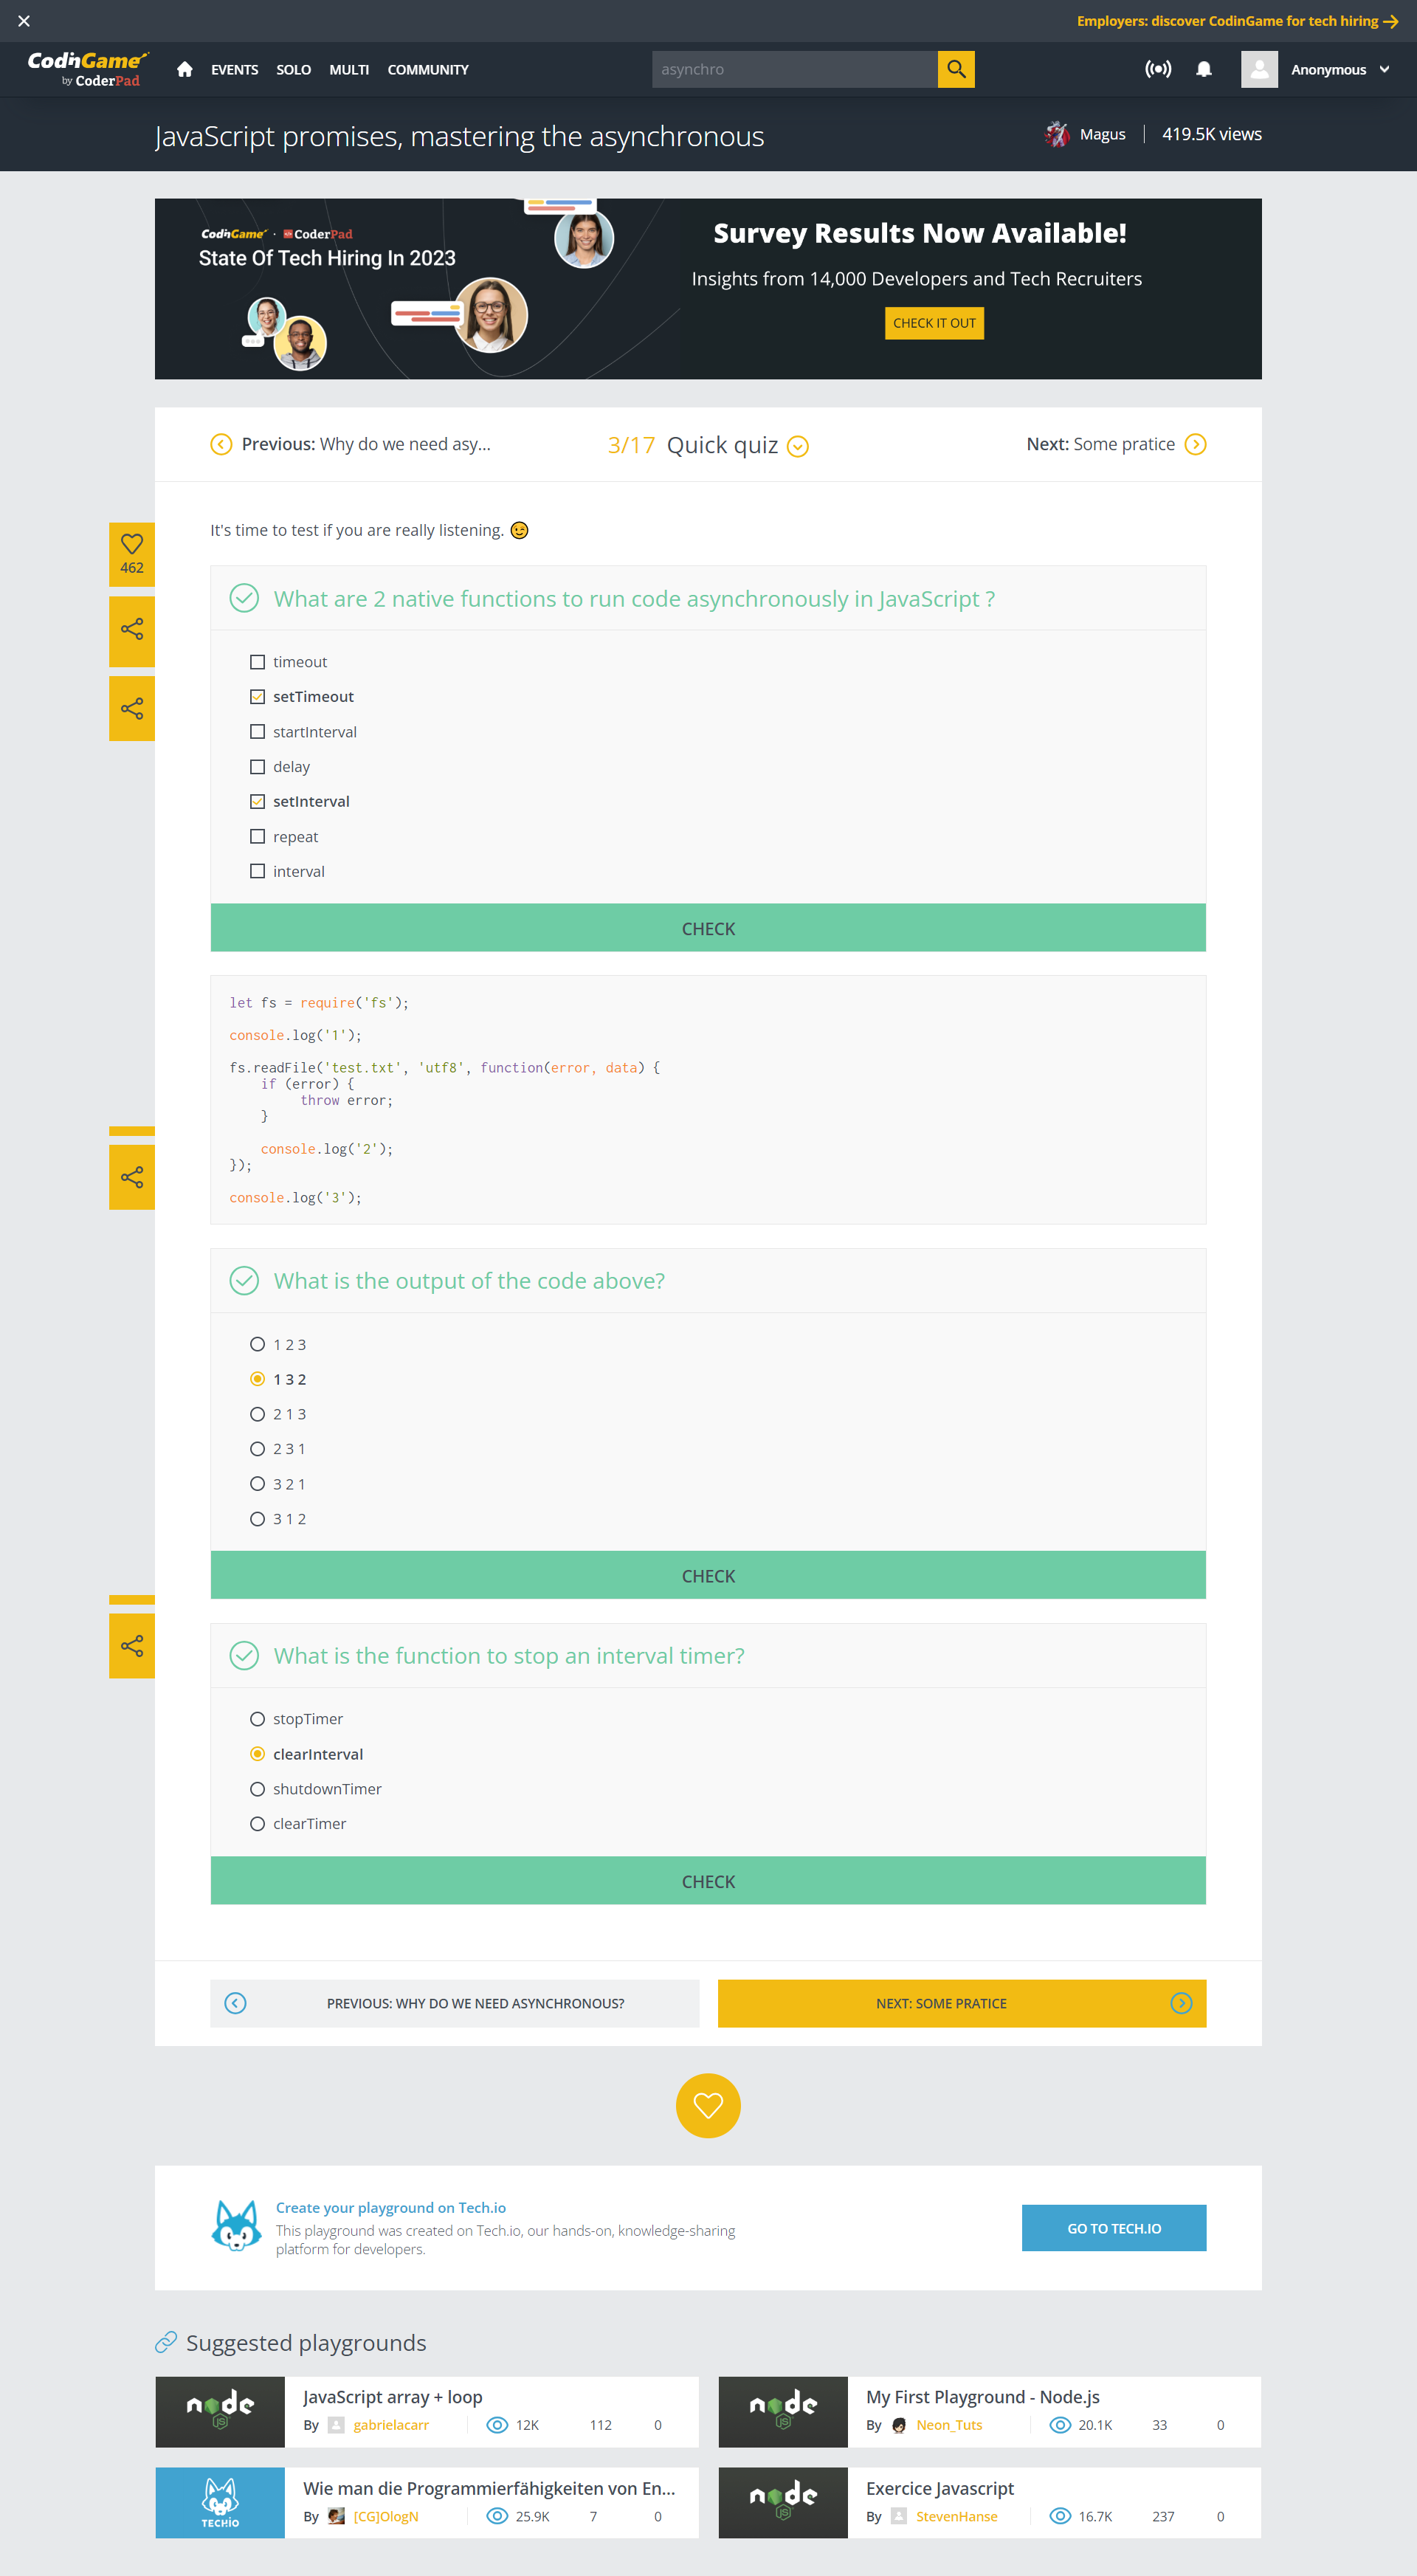 Employers: discover CodinGame for tech hiring
CodinGame
by CoderPad
EVENTS SOLO MULTI COMMUNITY
asynchro
Anonymous
JavaScript promises, mastering the asynchronous
Magus
419.5K views
CodinGame · CoderPad
State Of Tech Hiring In 2023
Survey Results Now Available!
Insights from 14,000 Developers and Tech Recruiters
CHECK IT OUT
Previous: Why do we need asy...
3/17 Quick quiz
Next: Some pratice
462
It's time to test if you are really listening.
What are 2 native functions to run code asynchronously in JavaScript ?
timeout
setTimeout
startInterval
delay
setInterval
repeat
interval
CHECK
let fs = require('fs');
console.log('1');
fs.readFile('test.txt', 'utf8', function(error, data) {
if (error) {
throw error;
}
console.log('2');
});
console.log('3');
What is the output of the code above?
1 2 3
1 3 2
2 1 3
2 3 1
3 2 1
3 1 2
CHECK
What is the function to stop an interval timer?
stopTimer
clearInterval
shutdownTimer
clearTimer
CHECK
PREVIOUS: WHY DO WE NEED ASYNCHRONOUS?
NEXT: SOME PRATICE
Create your playground on Tech.io
This playground was created on Tech.io, our hands-on, knowledge-sharing
platform for developers.
GO TO TECH.IO
Suggested playgrounds
node
JS
JavaScript array + loop
By gabrielacarr 12K 112 0
node
JS
My First Playground - Node.js
By Neon_Tuts 20.1K 33 0
TECHIO
Wie man die Programmierfähigkeiten von En...
By [CG]OlogN 25.9K 7 0
node
JS
Exercice Javascript
By StevenHanse 16.7K 237 0